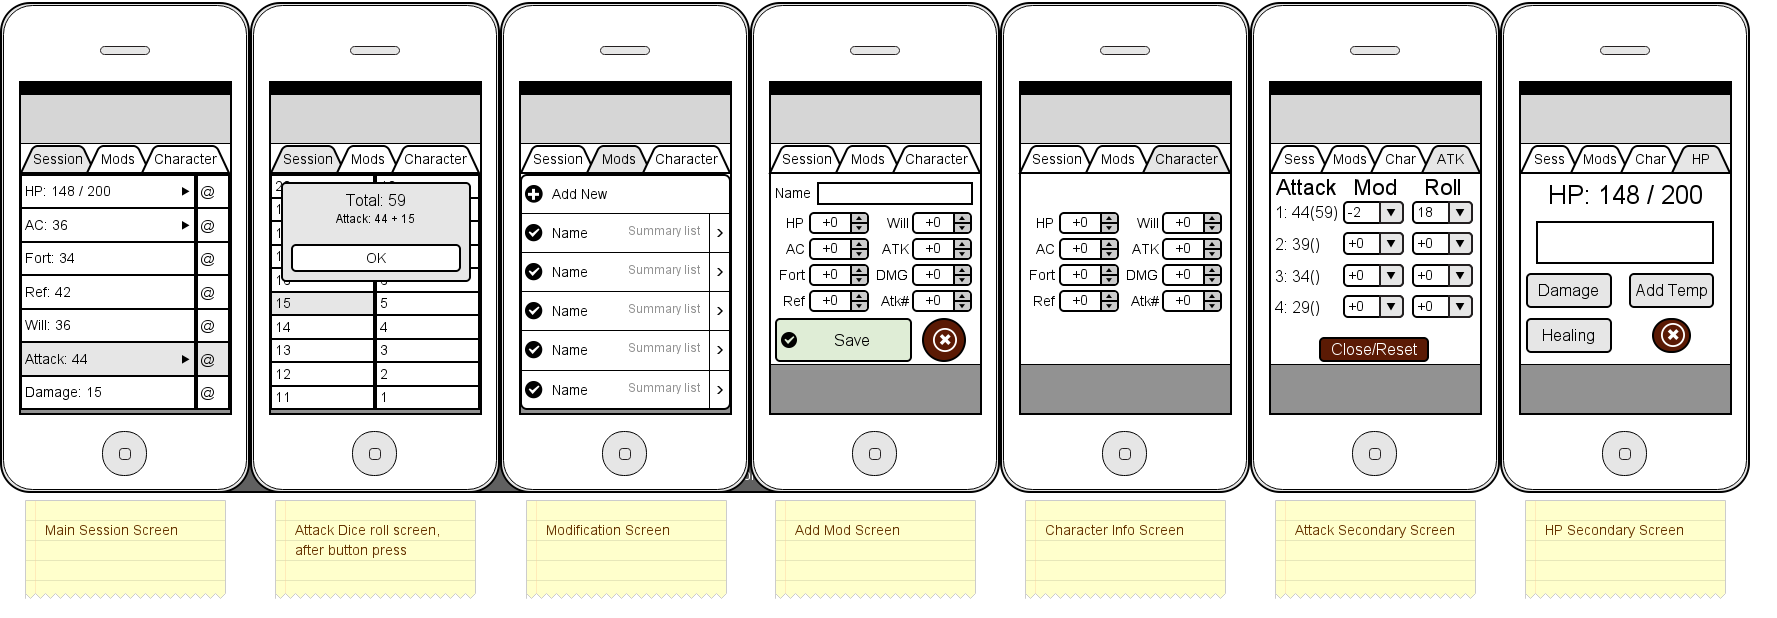 Session Mods Character
HP: 148 / 200 @
AC: 36 @
Fort: 34 @
Ref: 42 @
Will: 36 @
Attack: 44 @
Damage: 15 @
Main Session Screen
Session Mods Character
Total: 59
Attack: 44 + 15
OK
15 5
14 4
13 3
12 2
11 1
Attack Dice roll screen,
after button press
Session Mods Character
Add New
Name Summary list >
Name Summary list >
Name Summary list >
Name Summary list >
Name Summary list >
Modification Screen
Session Mods Character
Name
HP +0 Will +0
AC +0 ATK +0
Fort +0 DMG +0
Ref +0 Atk# +0
Save
Add Mod Screen
Session Mods Character
HP +0 Will +0
AC +0 ATK +0
Fort +0 DMG +0
Ref +0 Atk# +0
Character Info Screen
Sess Mods Char ATK
Attack Mod Roll
1: 44(59) -2 18
2: 39() +0 +0
3: 34() +0 +0
4: 29() +0 +0
Close/Reset
Attack Secondary Screen
Sess Mods Char HP
HP: 148 / 200
Damage Add Temp
Healing
HP Secondary Screen